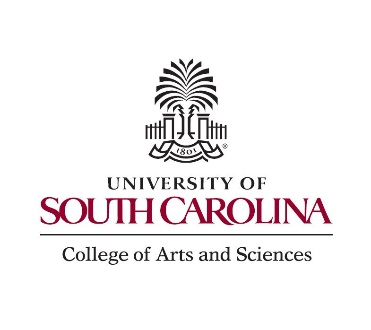 1801
®
UNIVERSITY OF
SOUTH CAROLINA
College of Arts and Sciences